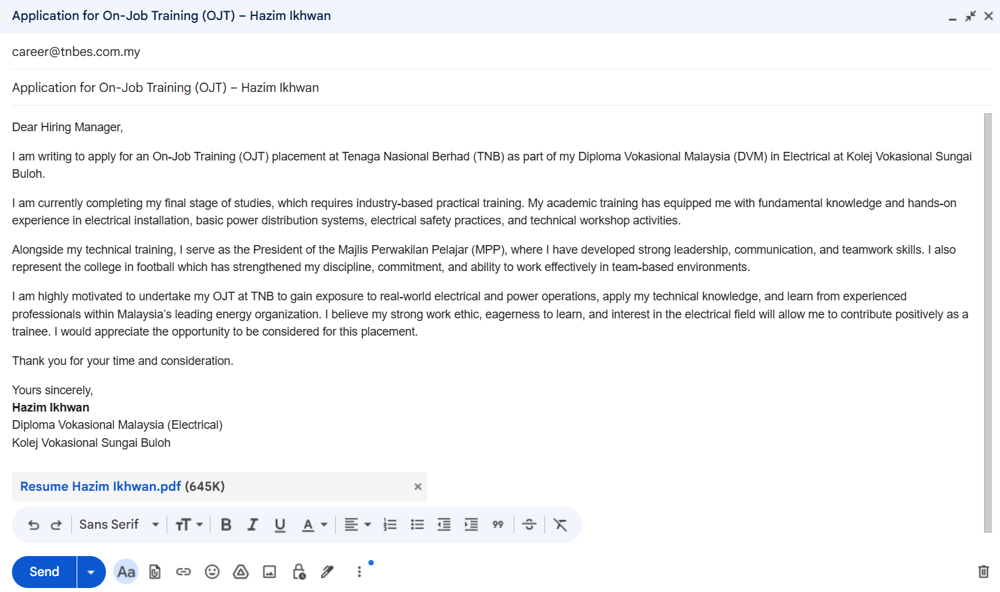 Application for On-Job Training (OJT) – Hazim Ikhwan
career@tnbes.com.my
Application for On-Job Training (OJT) – Hazim Ikhwan
Dear Hiring Manager,
I am writing to apply for an On-Job Training (OJT) placement at Tenaga Nasional Berhad (TNB) as part of my Diploma Vokasional Malaysia (DVM) in Electrical at Kolej Vokasional Sungai
Buloh.
I am currently completing my final stage of studies, which requires industry-based practical training. My academic training has equipped me with fundamental knowledge and hands-on
experience in electrical installation, basic power distribution systems, electrical safety practices, and technical workshop activities.
Alongside my technical training, I serve as the President of the Majlis Perwakilan Pelajar (MPP), where I have developed strong leadership, communication, and teamwork skills. I also
represent the college in football which has strengthened my discipline, commitment, and ability to work effectively in team-based environments.
I am highly motivated to undertake my OJT at TNB to gain exposure to real-world electrical and power operations, apply my technical knowledge, and learn from experienced
professionals within Malaysia’s leading energy organization. I believe my strong work ethic, eagerness to learn, and interest in the electrical field will allow me to contribute positively as a
trainee. I would appreciate the opportunity to be considered for this placement.
Thank you for your time and consideration.
Yours sincerely,
Hazim Ikhwan
Diploma Vokasional Malaysia (Electrical)
Kolej Vokasional Sungai Buloh
Resume Hazim Ikhwan.pdf (645K)
Sans Serif
Send